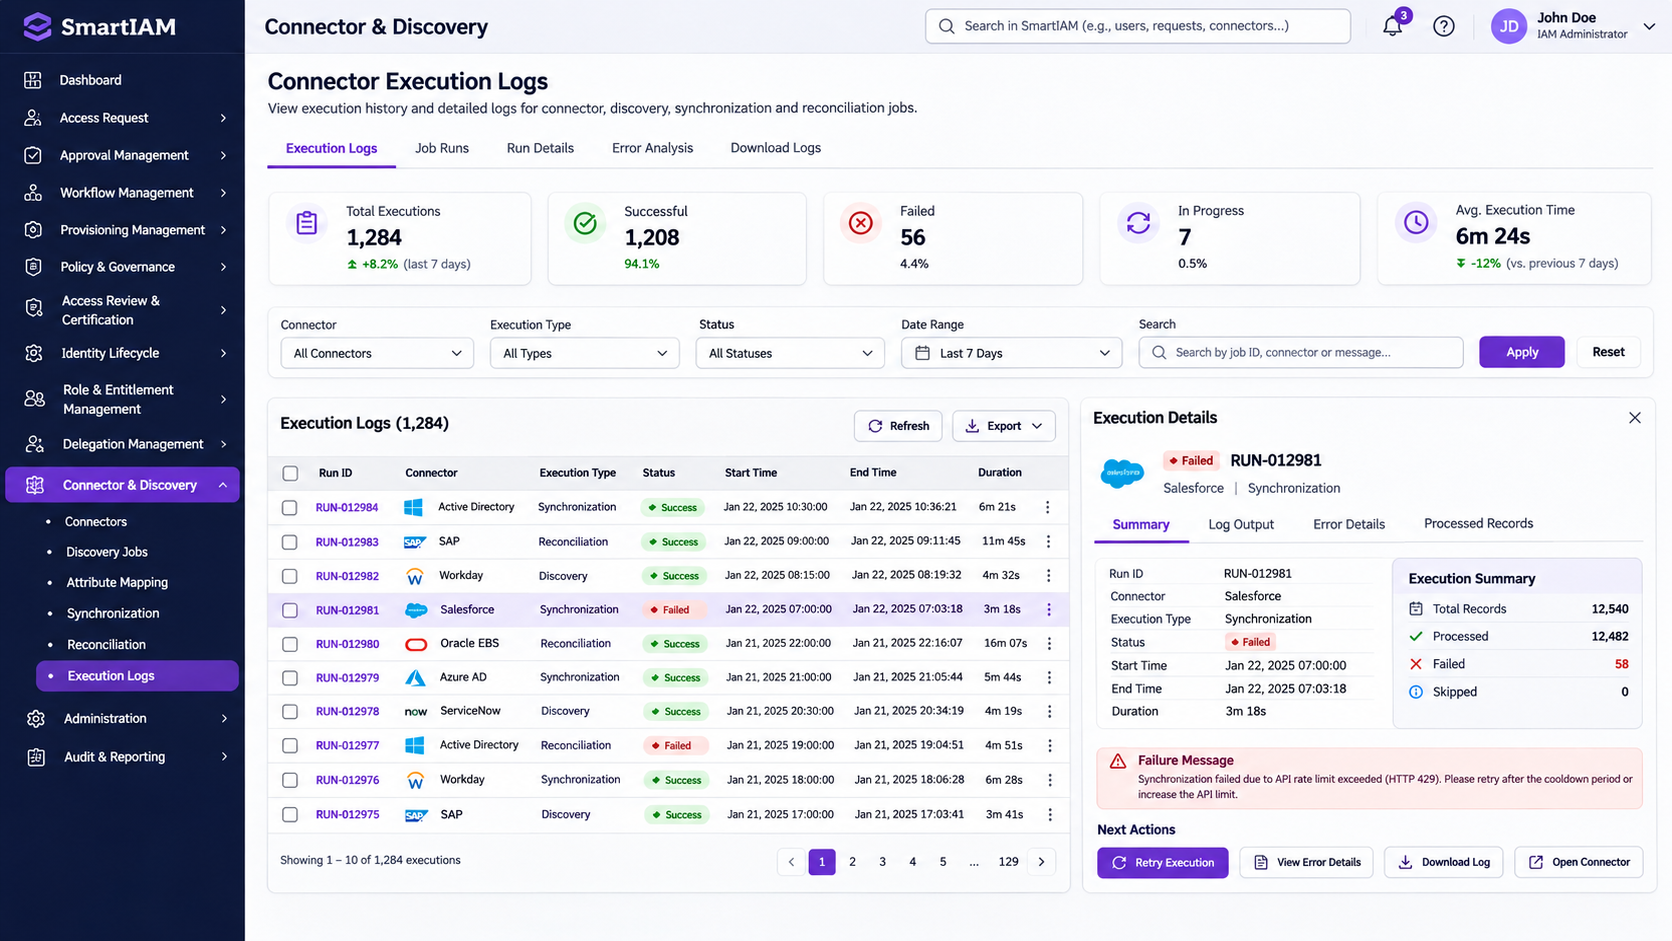 SmartIAM
Connector & Discovery
Search in SmartIAM (e.g., users, requests, connectors...)
3
JD
John Doe
IAM Administrator
Dashboard
Access Request
Approval Management
Workflow Management
Provisioning Management
Policy & Governance
Access Review &
Certification
Identity Lifecycle
Role & Entitlement
Management
Delegation Management
Connector & Discovery
Connectors
Discovery Jobs
Attribute Mapping
Synchronization
Reconciliation
Execution Logs
Administration
Audit & Reporting
Connector Execution Logs
View execution history and detailed logs for connector, discovery, synchronization and reconciliation jobs.
Execution Logs Job Runs Run Details Error Analysis Download Logs
Total Executions
1,284
+8.2% (last 7 days)
Successful
1,208
94.1%
Failed
56
4.4%
In Progress
7
0.5%
Avg. Execution Time
6m 24s
-12% (vs. previous 7 days)
Connector Execution Type Status Date Range Search
All Connectors All Types All Statuses Last 7 Days Search by job ID, connector or message... Apply Reset
Execution Logs (1,284)
Refresh Export
Run ID Connector Execution Type Status Start Time End Time Duration
RUN-012984 Active Directory Synchronization Success Jan 22, 2025 10:30:00 Jan 22, 2025 10:36:21 6m 21s
RUN-012983 SAP SAP Reconciliation Success Jan 22, 2025 09:00:00 Jan 22, 2025 09:11:45 11m 45s
RUN-012982 Workday Discovery Success Jan 22, 2025 08:15:00 Jan 22, 2025 08:19:32 4m 32s
RUN-012981 Salesforce Synchronization Failed Jan 22, 2025 07:00:00 Jan 22, 2025 07:03:18 3m 18s
RUN-012980 Oracle EBS Reconciliation Success Jan 21, 2025 22:00:00 Jan 21, 2025 22:16:07 16m 07s
RUN-012979 Azure AD Synchronization Success Jan 21, 2025 21:00:00 Jan 21, 2025 21:05:44 5m 44s
RUN-012978 now ServiceNow Discovery Success Jan 21, 2025 20:30:00 Jan 21, 2025 20:34:19 4m 19s
RUN-012977 Active Directory Reconciliation Failed Jan 21, 2025 19:00:00 Jan 21, 2025 19:04:51 4m 51s
RUN-012976 Workday Synchronization Success Jan 21, 2025 18:00:00 Jan 21, 2025 18:06:28 6m 28s
RUN-012975 SAP SAP Discovery Success Jan 21, 2025 17:00:00 Jan 21, 2025 17:03:41 3m 41s
Showing 1 – 10 of 1,284 executions
1 2 3 4 5 ... 129
Execution Details
Failed RUN-012981
Salesforce | Synchronization
Summary Log Output Error Details Processed Records
Run ID RUN-012981
Connector Salesforce
Execution Type Synchronization
Status Failed
Start Time Jan 22, 2025 07:00:00
End Time Jan 22, 2025 07:03:18
Duration 3m 18s
Execution Summary
Total Records 12,540
Processed 12,482
Failed 58
Skipped 0
Failure Message
Synchronization failed due to API rate limit exceeded (HTTP 429). Please retry after the cooldown period or
increase the API limit.
Next Actions
Retry Execution View Error Details Download Log Open Connector